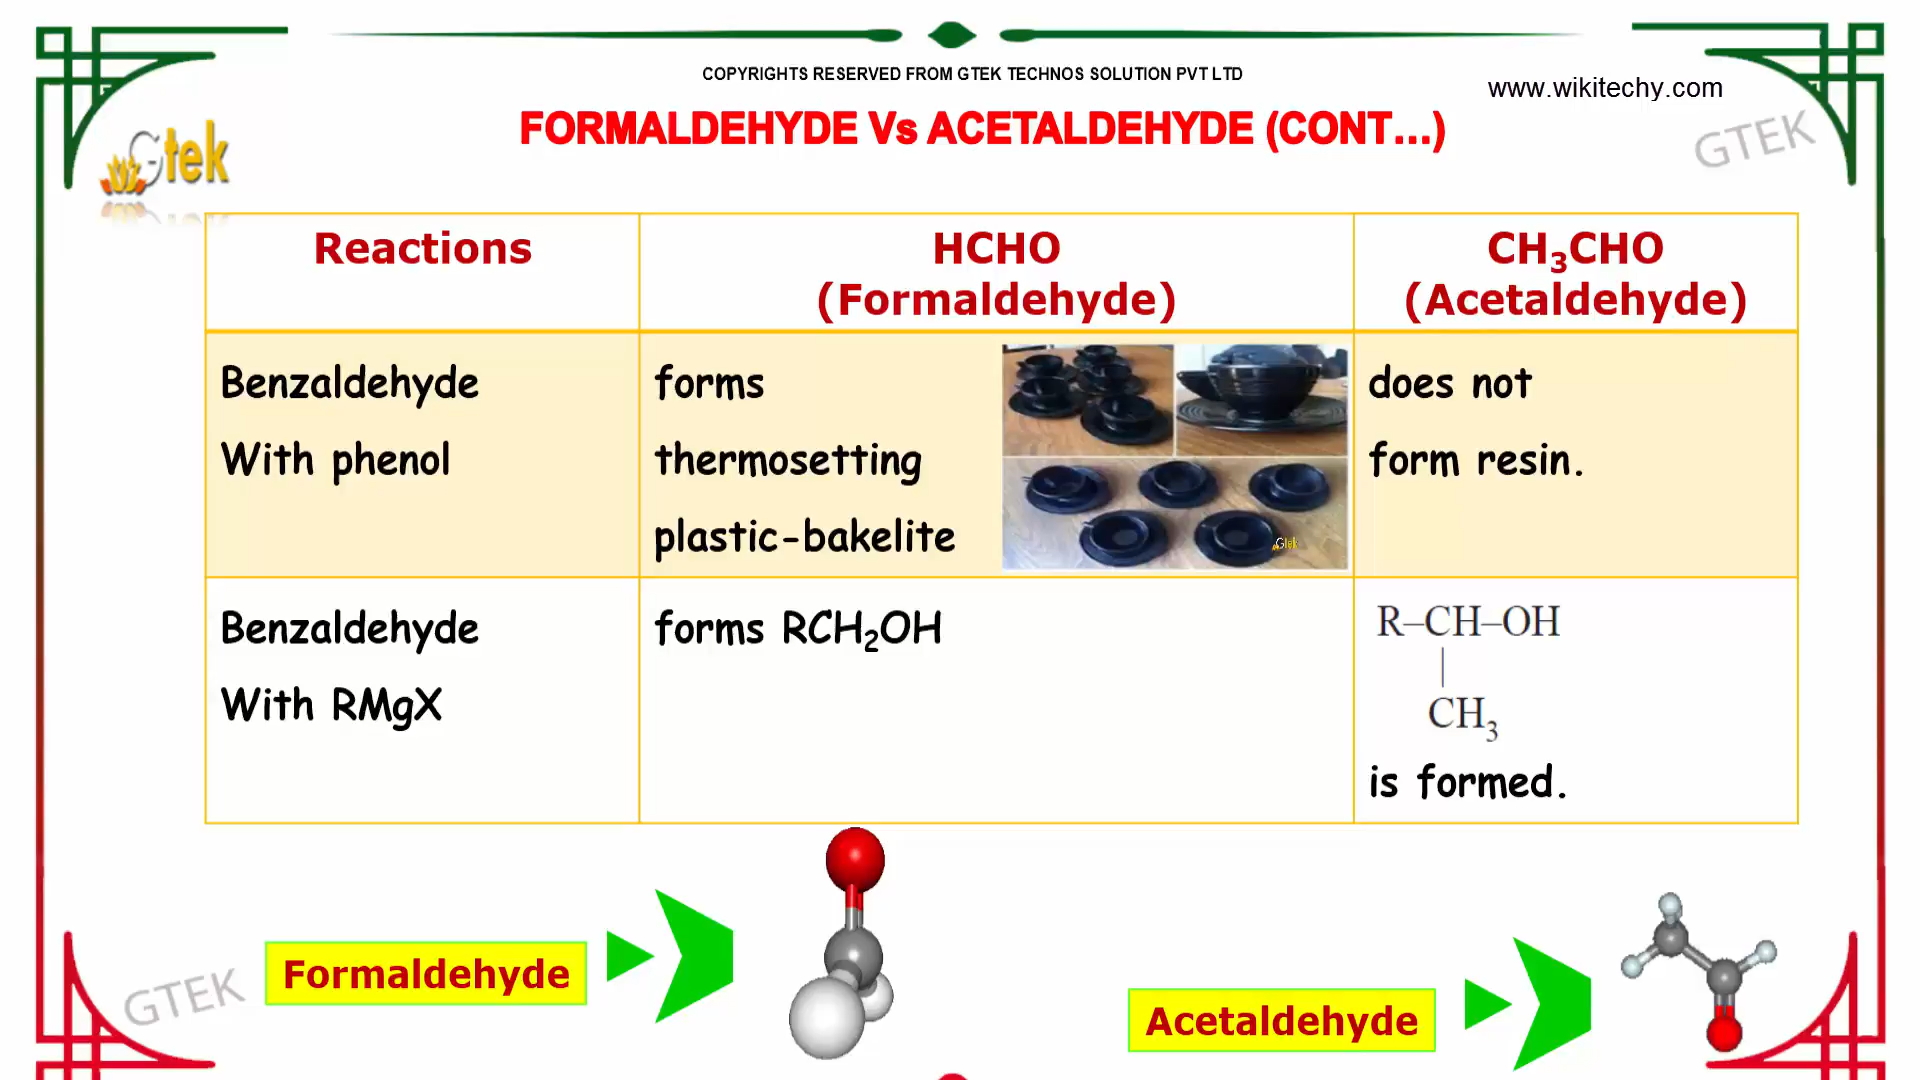 COPYRIGHTS RESERVED FROM GTEK TECHNOS SOLUTION PVT LTD
www.wikitechy.com
FORMALDEHYDE Vs ACETALDEHYDE (CONT...)
Gtek
GTEK
Reactions
HCHO
(Formaldehyde)
CH₃CHO
(Acetaldehyde)
Benzaldehyde
With phenol
forms
thermosetting
plastic-bakelite
Gtek
does not
form resin.
Benzaldehyde
With RMgX
forms RCH₂OH
R–CH–OH
|
CH₃
is formed.
Formaldehyde
GTEK
Acetaldehyde